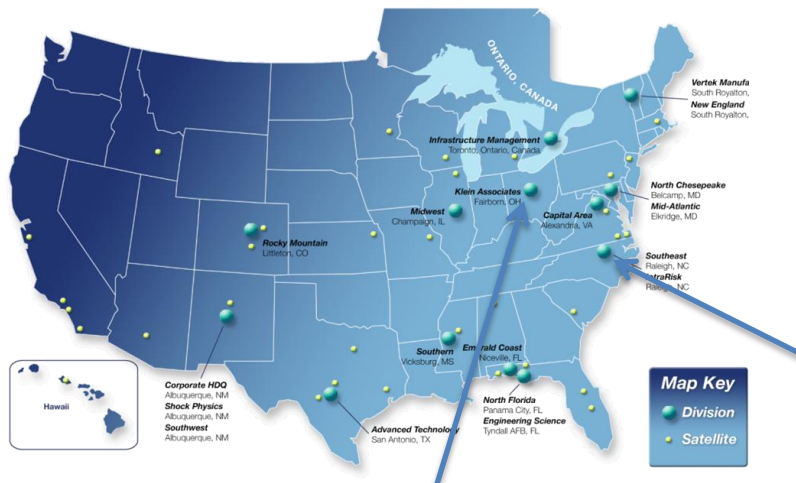 ONTARIO, CANADA
Vertek Manufa
South Royalton,
New England
South Royalton,
Infrastructure Management
Toronto, Ontario, Canada
Klein Associates
Fairborn, OH
North Chesepeake
Belcamp, MD
Mid-Atlantic
Elkridge, MD
Midwest
Champaign, IL
Capital Area
Alexandria, VA
Rocky Mountain
Littleton, CO
Southeast
Raleigh, NC
IntraRisk
Raleigh, NC
Southern
Vicksburg, MS
Emerald Coast
Niceville, FL
Corporate HDQ
Albuquerque, NM
Shock Physics
Albuquerque, NM
Southwest
Albuquerque, NM
North Florida
Panama City, FL
Engineering Science
Tyndall AFB, FL
Advanced Technology
San Antonio, TX
Hawaii
Map Key
Division
Satellite